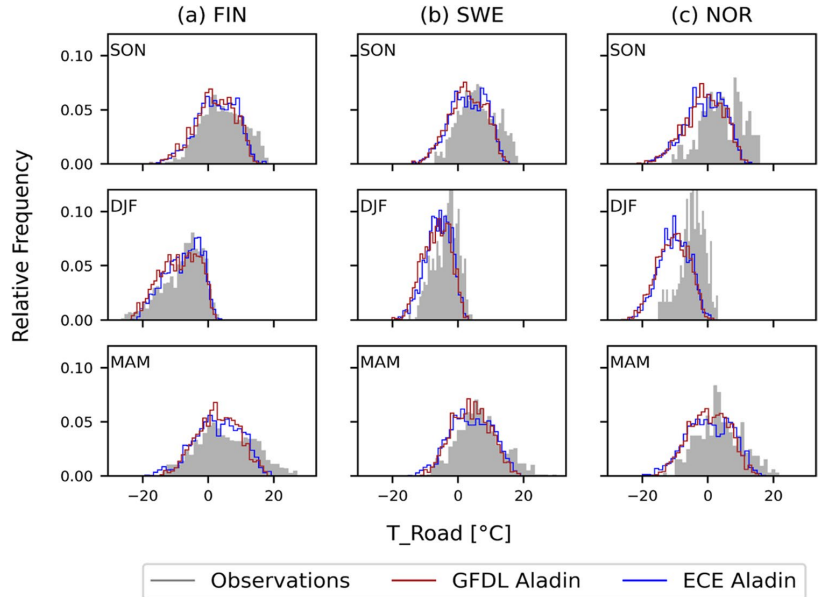 (a) FIN (b) SWE (c) NOR
SON SON SON
0.10
0.05
0.00
DJF DJF DJF
0.10
0.05
0.00
MAM MAM MAM
0.10
0.05
0.00
−20 0 20 −20 0 20 −20 0 20
Relative Frequency
T_Road [°C]
Observations GFDL Aladin ECE Aladin